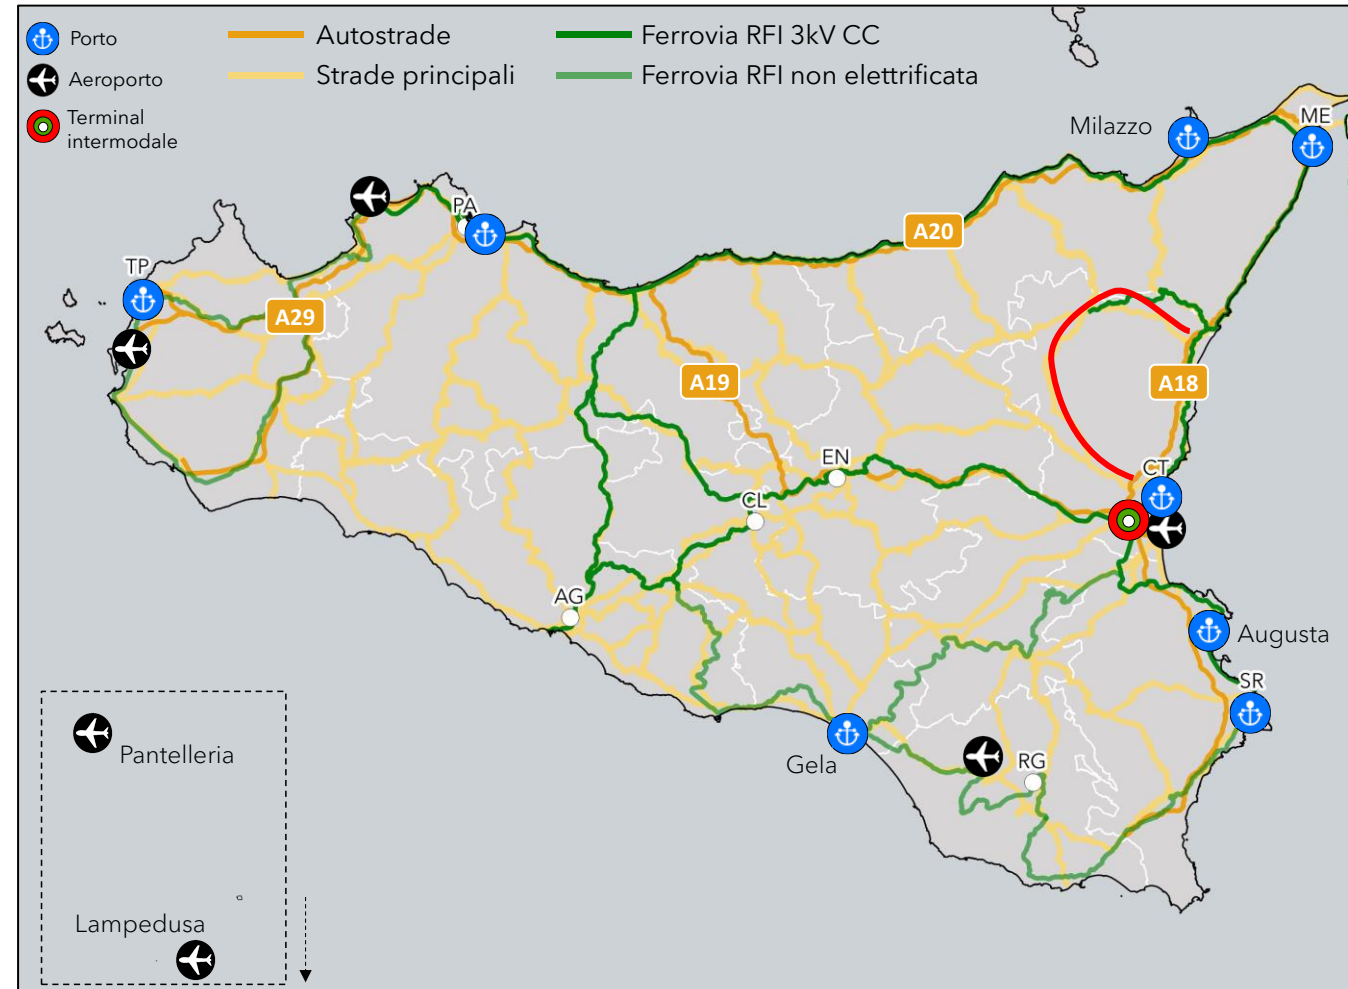 Porto
Autostrade
Ferrovia RFI 3kV CC
Aeroporto
Strade principali
Ferrovia RFI non elettrificata
Terminal
intermodale
Milazzo
ME
PA
A20
TP
A29
A19
A18
EN
CT
CL
AG
Augusta
SR
Gela
RG
Pantelleria
Lampedusa